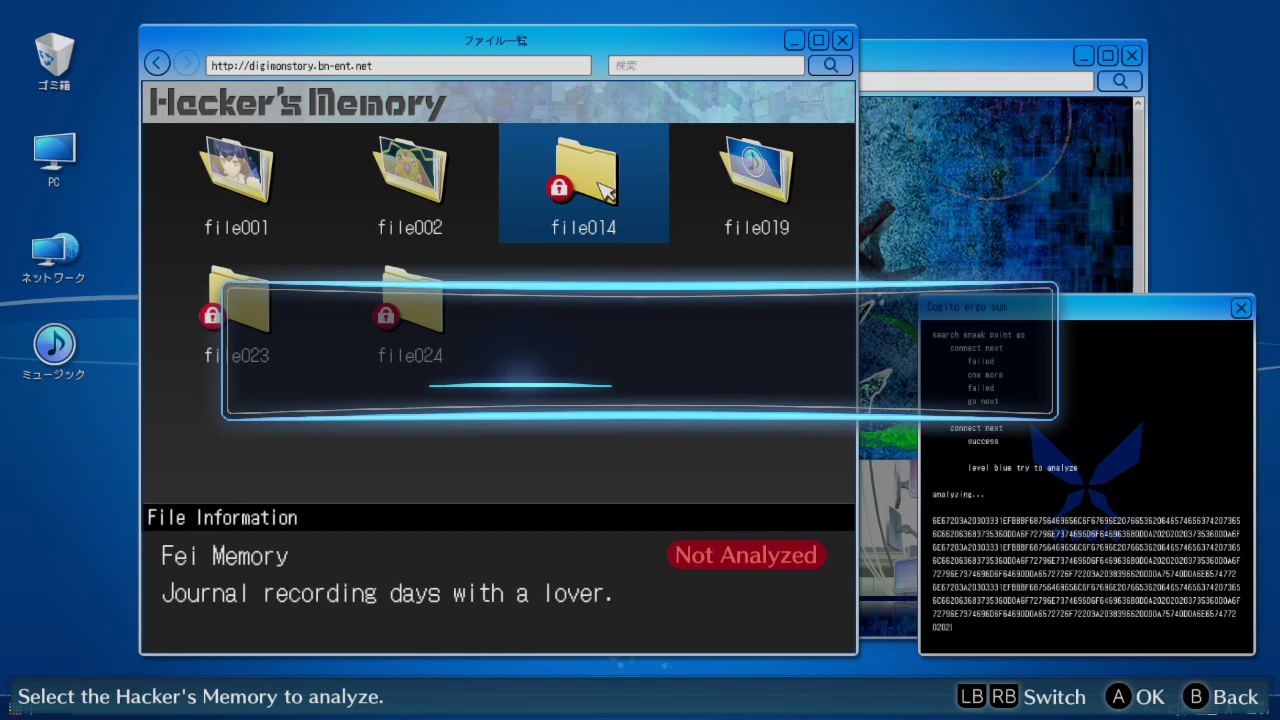 ファイル一覧
http://digimonstory.bn-ent.net
検索
Hacker's Memory
file001
file002
file014
file019
file023
file024
File Information
Fei Memory
Not Analyzed
Journal recording days with a lover.
ゴミ箱
PC
ネットワーク
ミュージック
Cogito ergo sum
search sneak point go
connect next
failed
one more
failed
go next
connect next
success
level blue try to analyze
analyzing...
Select the Hacker's Memory to analyze.
LB RB Switch
A OK
B Back